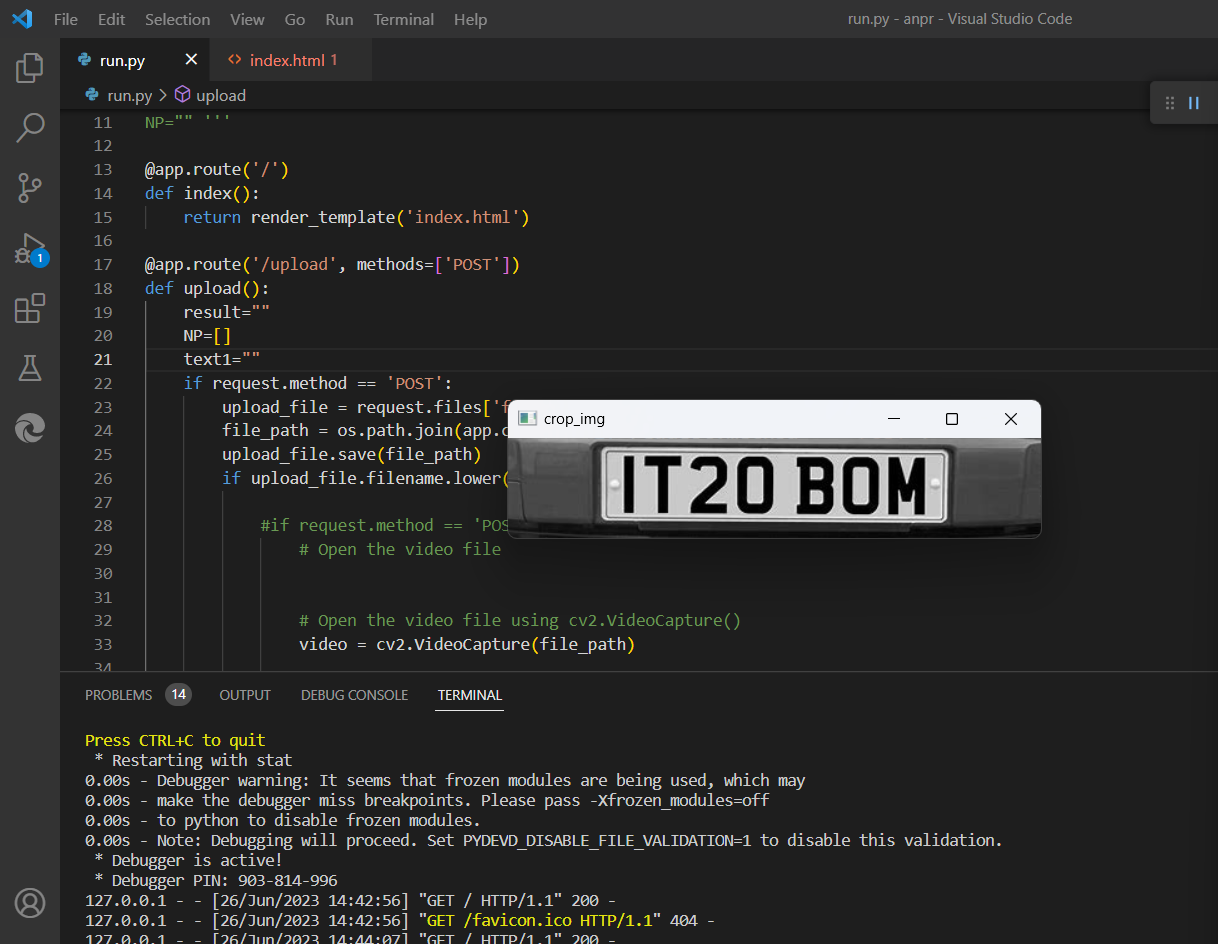 File Edit Selection View Go Run Terminal Help run.py - anpr - Visual Studio Code
run.py index.html 1
run.py > upload
11 NP="" '''
12
13 @app.route('/')
14 def index():
15 return render_template('index.html')
16
17 @app.route('/upload', methods=['POST'])
18 def upload():
19 result=""
20 NP=[]
21 text1=""
22 if request.method == 'POST':
23 upload_file = request.files['f
24 file_path = os.path.join(app.c
25 upload_file.save(file_path)
26 if upload_file.filename.lower(
27
28 #if request.method == 'POS
29 # Open the video file
30
31
32 # Open the video file using cv2.VideoCapture()
33 video = cv2.VideoCapture(file_path)
34
1
crop_img
IT20 BOM
PROBLEMS 14 OUTPUT DEBUG CONSOLE TERMINAL
Press CTRL+C to quit
* Restarting with stat
0.00s - Debugger warning: It seems that frozen modules are being used, which may
0.00s - make the debugger miss breakpoints. Please pass -Xfrozen_modules=off
0.00s - to python to disable frozen modules.
0.00s - Note: Debugging will proceed. Set PYDEVD_DISABLE_FILE_VALIDATION=1 to disable this validation.
* Debugger is active!
* Debugger PIN: 903-814-996
127.0.0.1 - - [26/Jun/2023 14:42:56] "GET / HTTP/1.1" 200 -
127.0.0.1 - - [26/Jun/2023 14:42:56] "GET /favicon.ico HTTP/1.1" 404 -
127.0.0.1 - - [26/Jun/2023 14:44:07] "GET / HTTP/1.1" 200 -